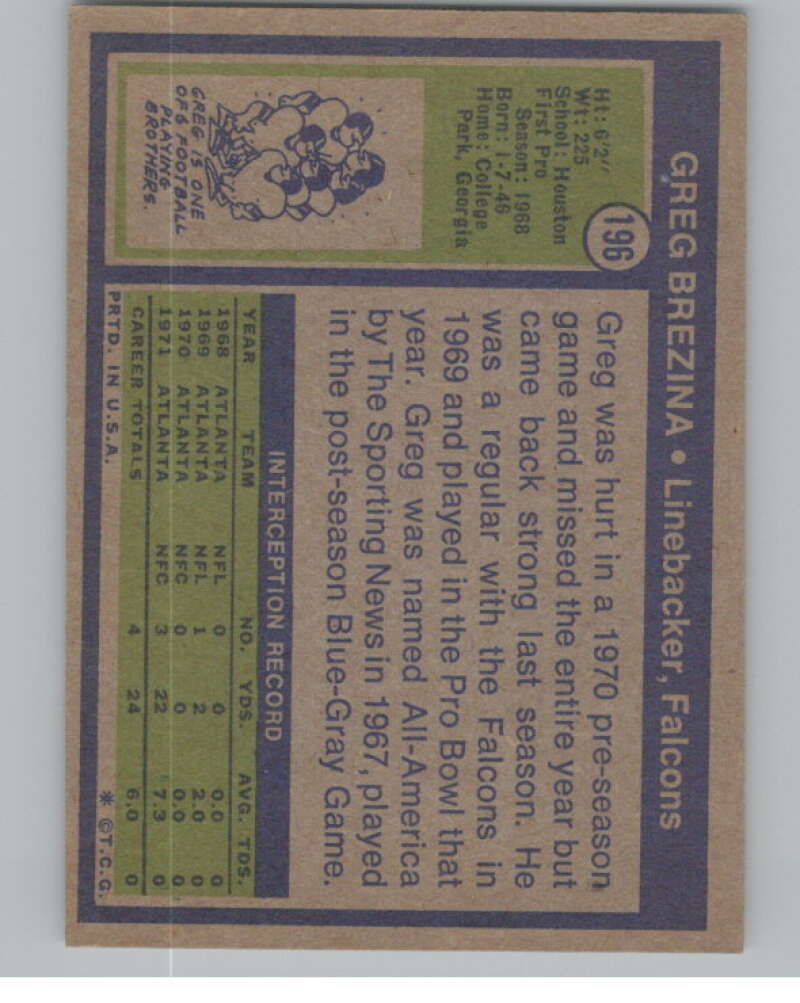 GREG BREZINA • Linebacker, Falcons
196
Ht: 6'2"
Wt: 225
School: Houston
First Pro
Season: 1968
Born: 1-7-46
Home: College
Park, Georgia
GREG IS ONE
OF 6 FOOTBALL
PLAYING
BROTHERS.
Greg was hurt in a 1970 pre-season
game and missed the entire year but
came back strong last season. He
was a regular with the Falcons in
1969 and played in the Pro Bowl that
year. Greg was named All-America
by The Sporting News in 1967, played
in the post-season Blue-Gray Game.
INTERCEPTION RECORD
YEAR TEAM NO. YDS. AVG. TDS.
1968 ATLANTA NFL 0 0 0.0 0
1969 ATLANTA NFL 1 2 2.0 0
1970 ATLANTA NFC 0 0 0.0 0
1971 ATLANTA NFC 3 22 7.3 0
CAREER TOTALS 4 24 6.0 0
PRTD. IN U.S.A. * ©T.C.G.